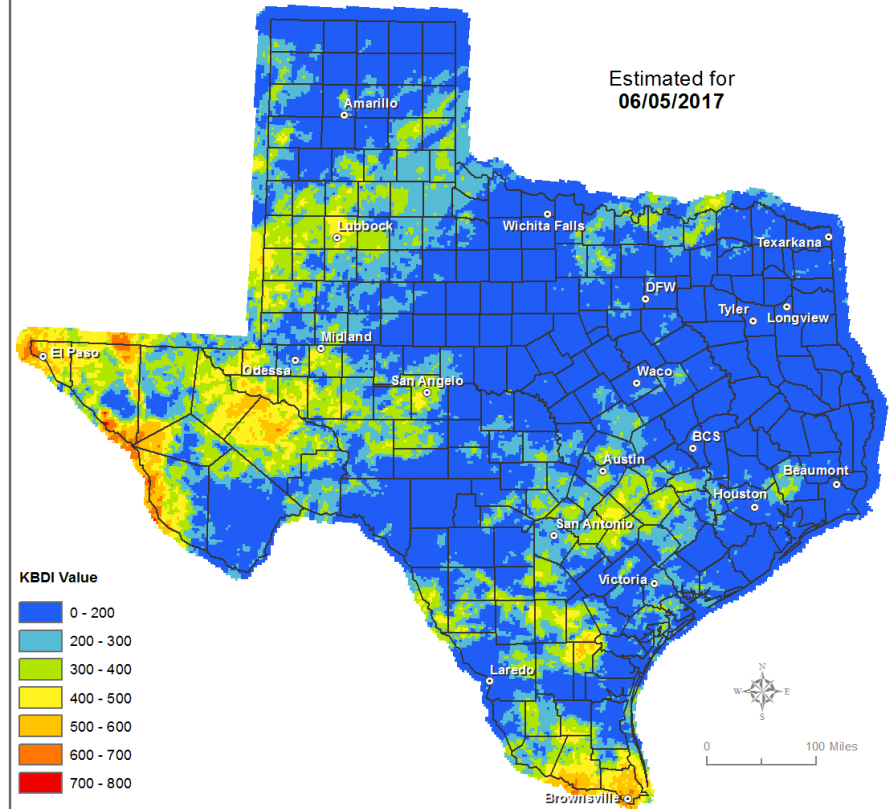 Estimated for
06/05/2017
Amarillo
Lubbock
Wichita Falls
Texarkana
DFW
Tyler
Longview
El Paso
Midland
Odessa
San Angelo
Waco
BCS
Austin
Beaumont
Houston
San Antonio
Victoria
Laredo
Brownsville
KBDI Value
0 - 200
200 - 300
300 - 400
400 - 500
500 - 600
600 - 700
700 - 800
N
W E
S
0 100 Miles